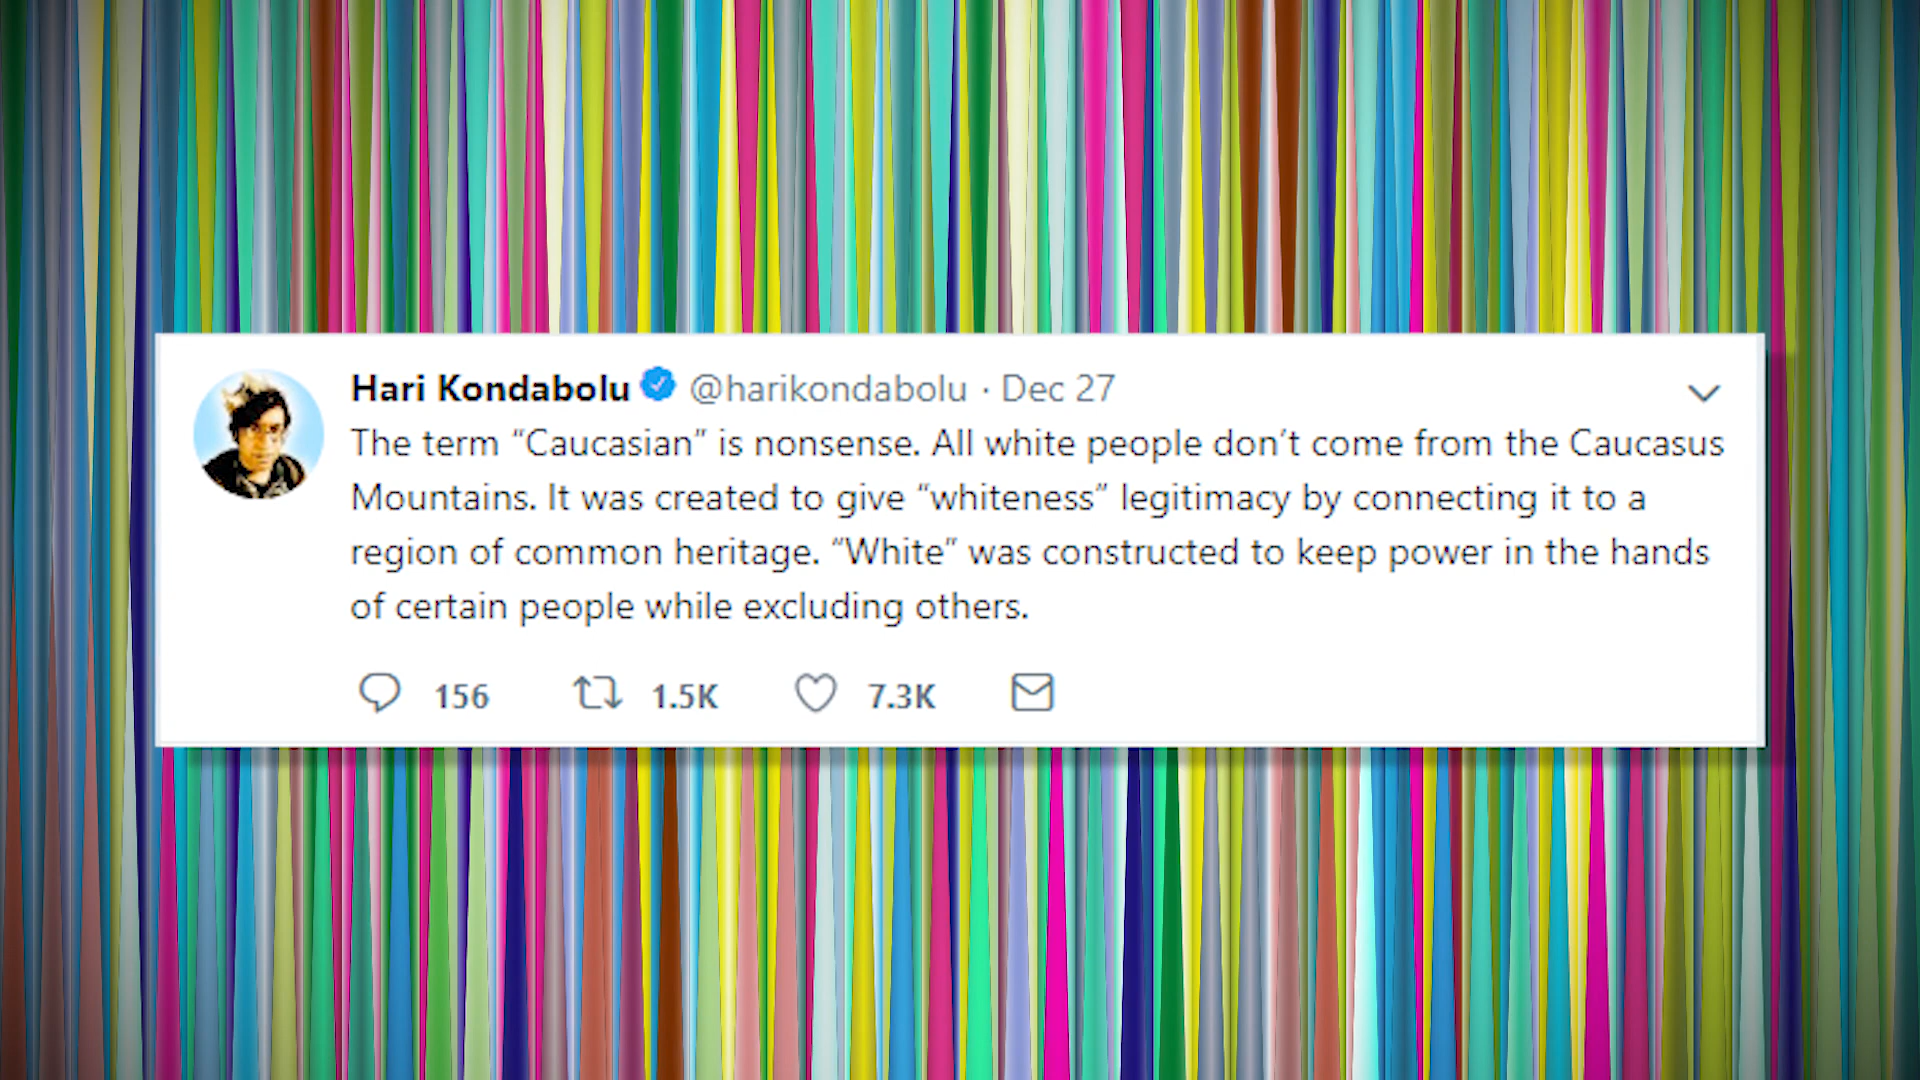 Hari Kondabolu @harikondabolu · Dec 27
The term “Caucasian” is nonsense. All white people don’t come from the Caucasus
Mountains. It was created to give “whiteness” legitimacy by connecting it to a
region of common heritage. “White” was constructed to keep power in the hands
of certain people while excluding others.
156 1.5K 7.3K